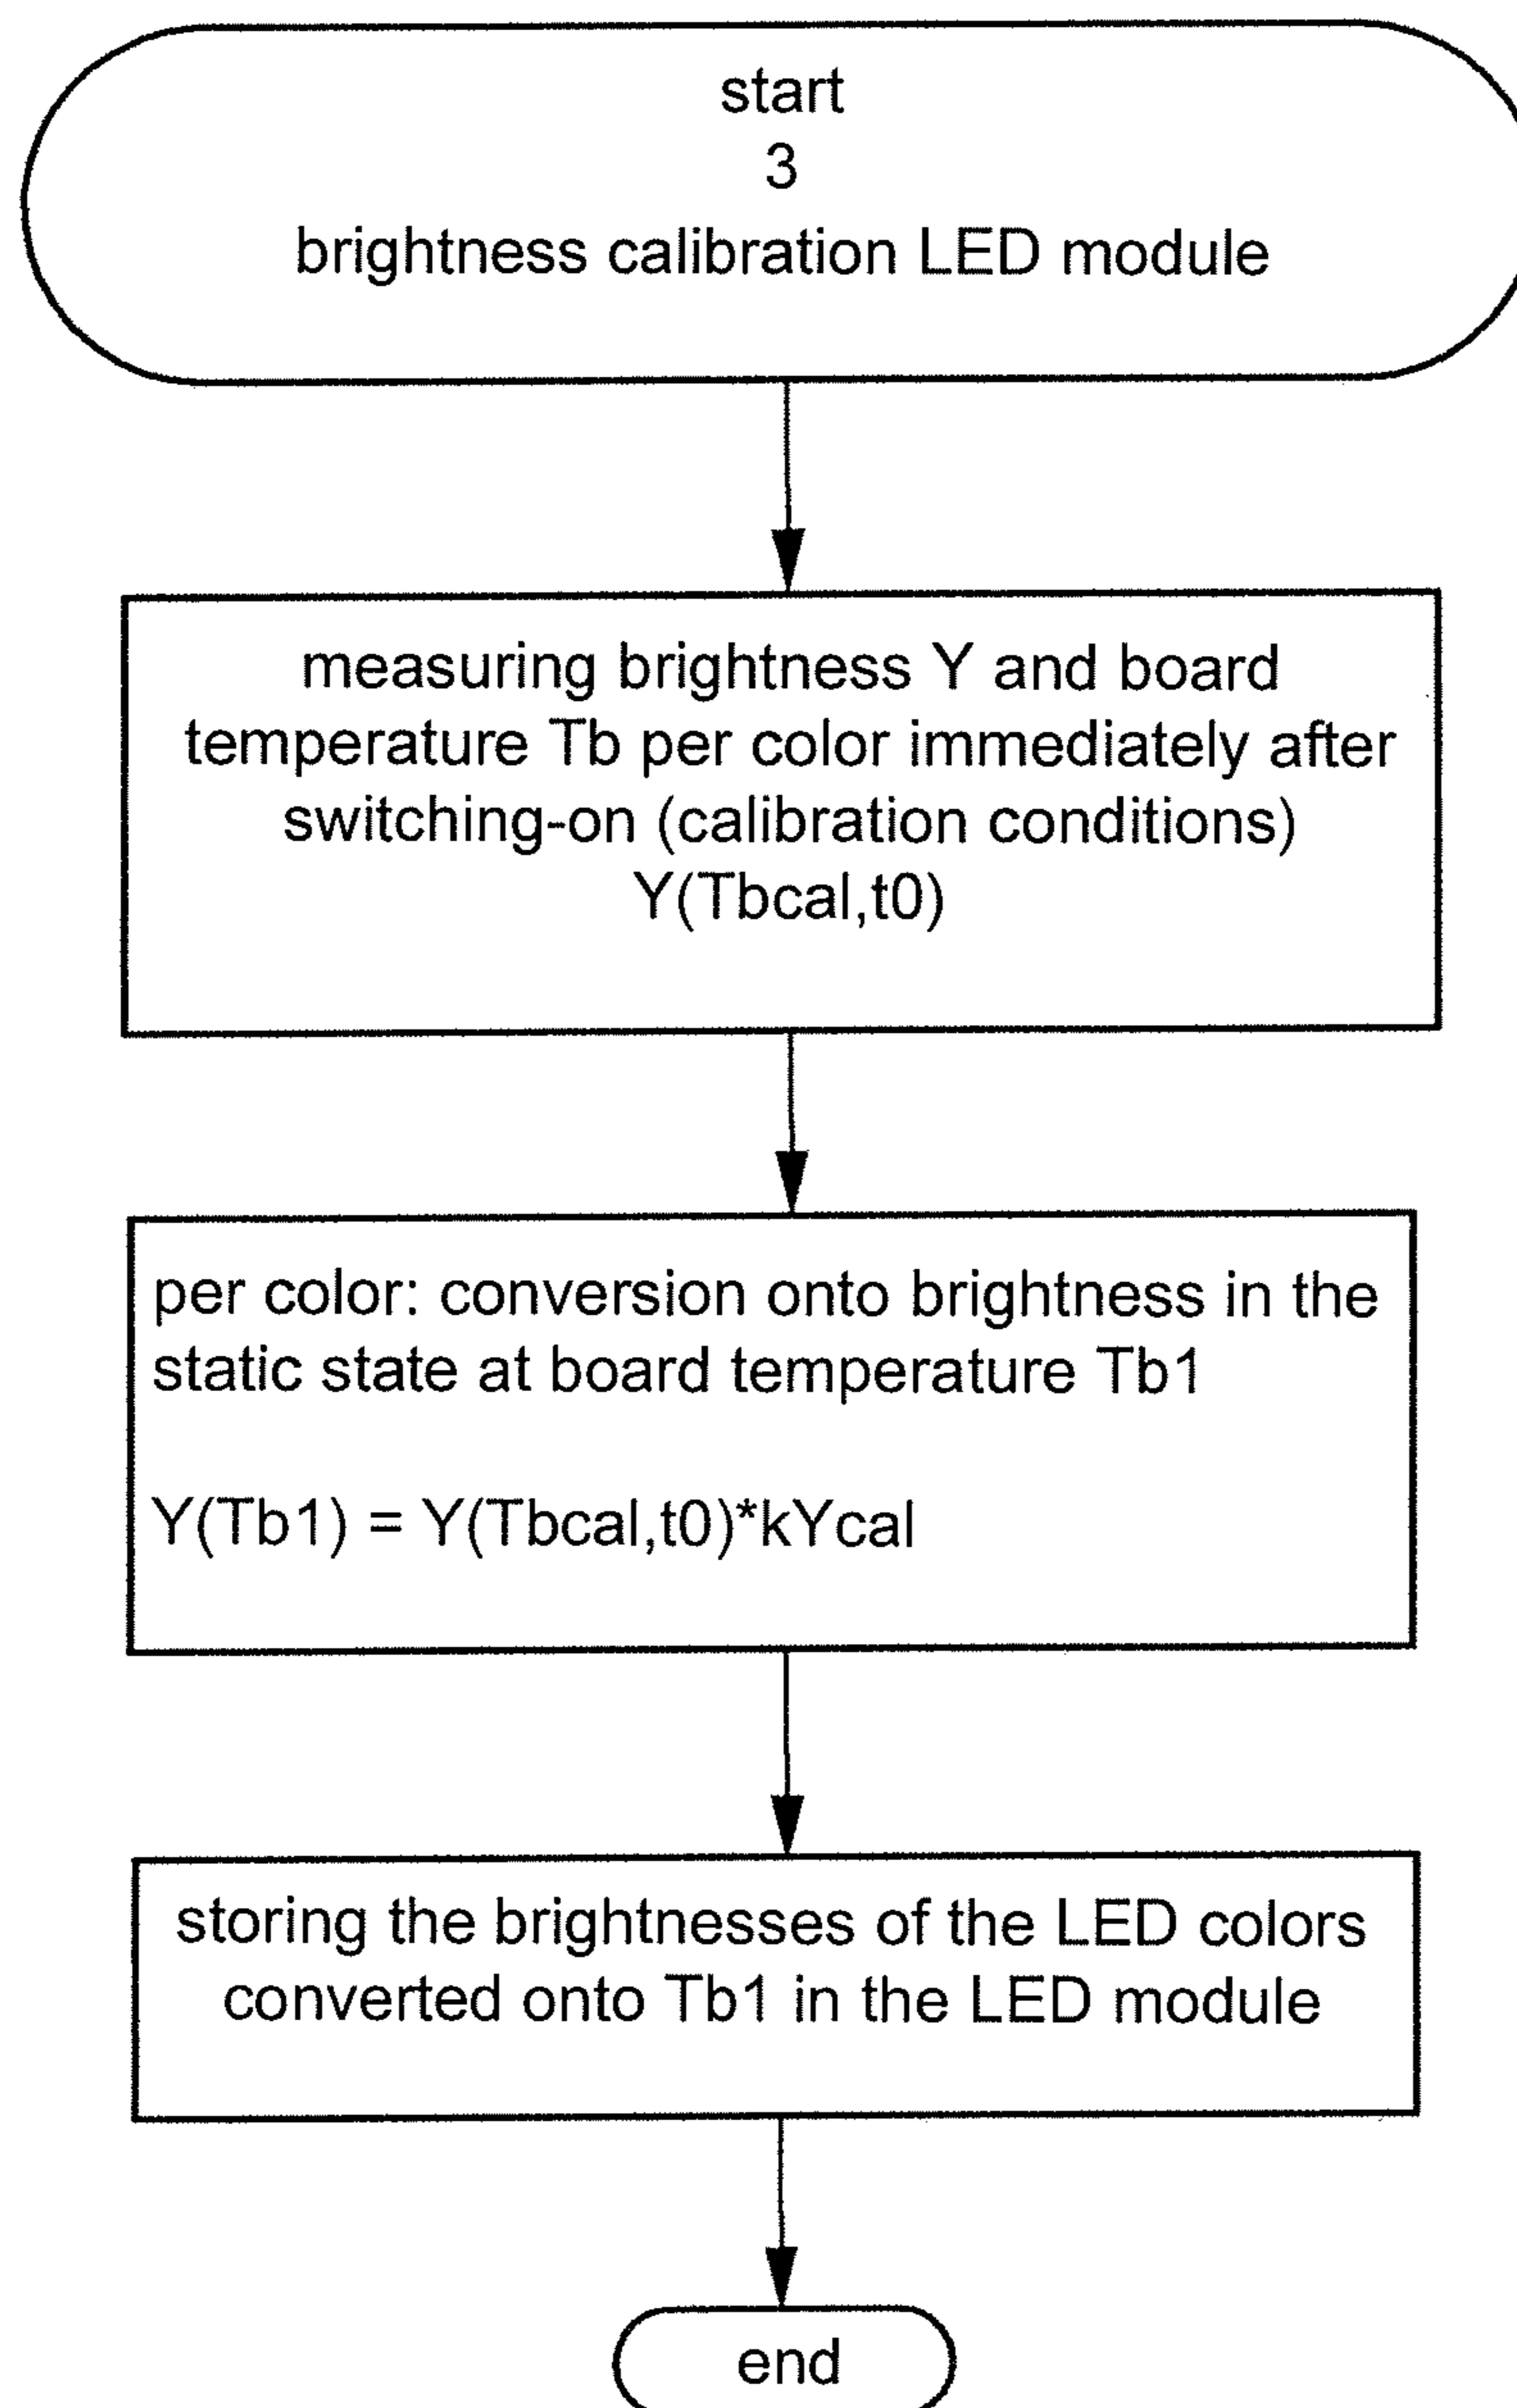 start
3
brightness calibration LED module
measuring brightness Y and board
temperature Tb per color immediately after
switching-on (calibration conditions)
Y(Tbcal,t0)
per color: conversion onto brightness in the
static state at board temperature Tb1
Y(Tb1) = Y(Tbcal,t0)*kYcal
storing the brightnesses of the LED colors
converted onto Tb1 in the LED module
end